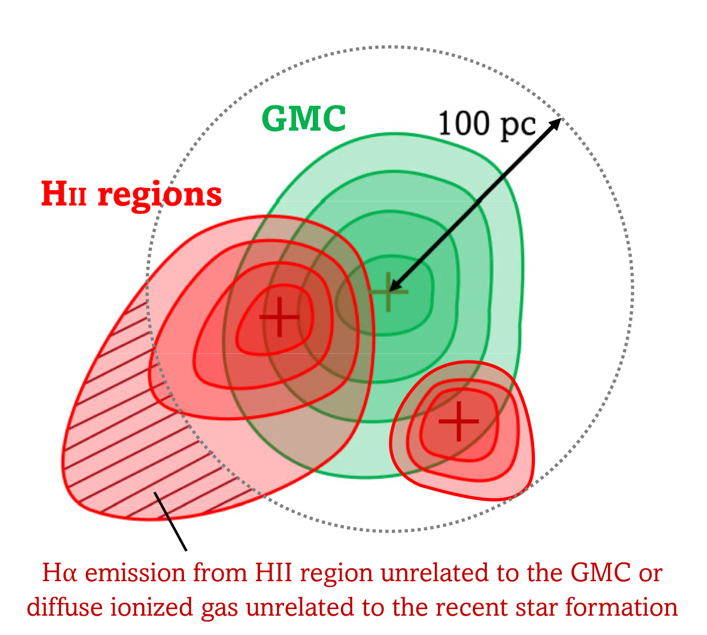 GMC
100 pc
HII regions
Hα emission from HII region unrelated to the GMC or
diffuse ionized gas unrelated to the recent star formation